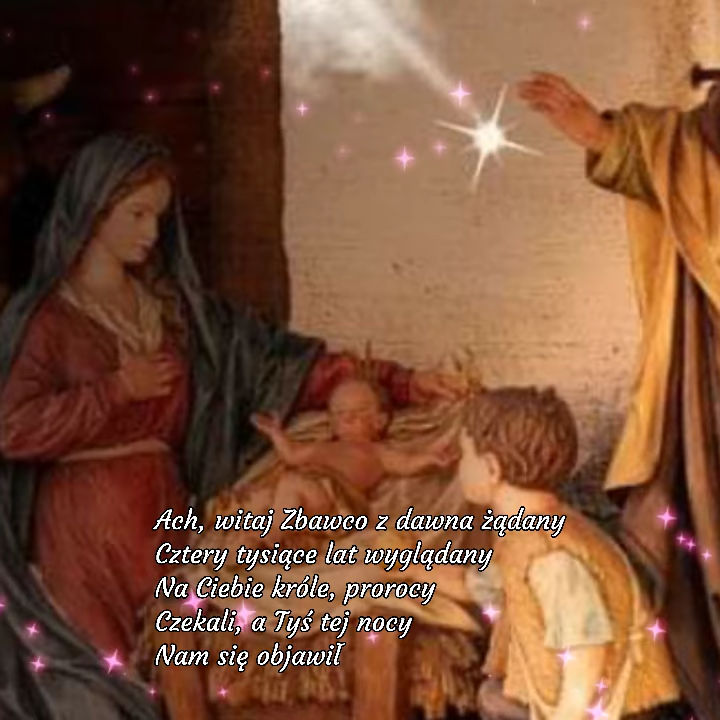 Ach, witaj Zbawco z dawna żądany
Cztery tysiące lat wyglądany
Na Ciebie króle, prorocy
Czekali, a Tyś tej nocy
Nam się objawił